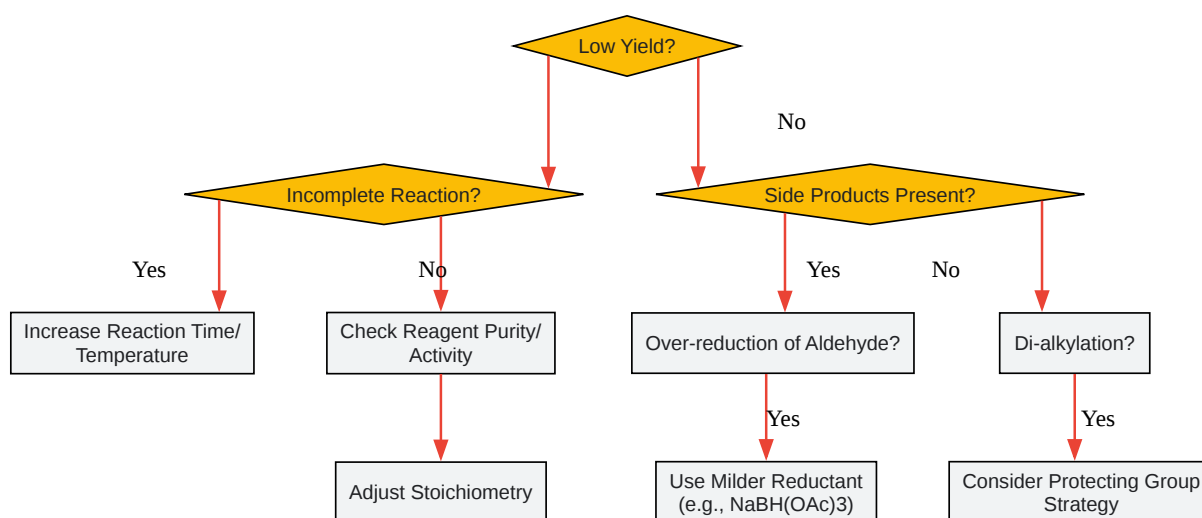 Low Yield?
No
Incomplete Reaction?
Side Products Present?
Yes
No
Yes
No
Increase Reaction Time/
Temperature
Check Reagent Purity/
Activity
Over-reduction of Aldehyde?
Di-alkylation?
Yes
Yes
Adjust Stoichiometry
Use Milder Reductant
(e.g., NaBH(OAc)3)
Consider Protecting Group
Strategy